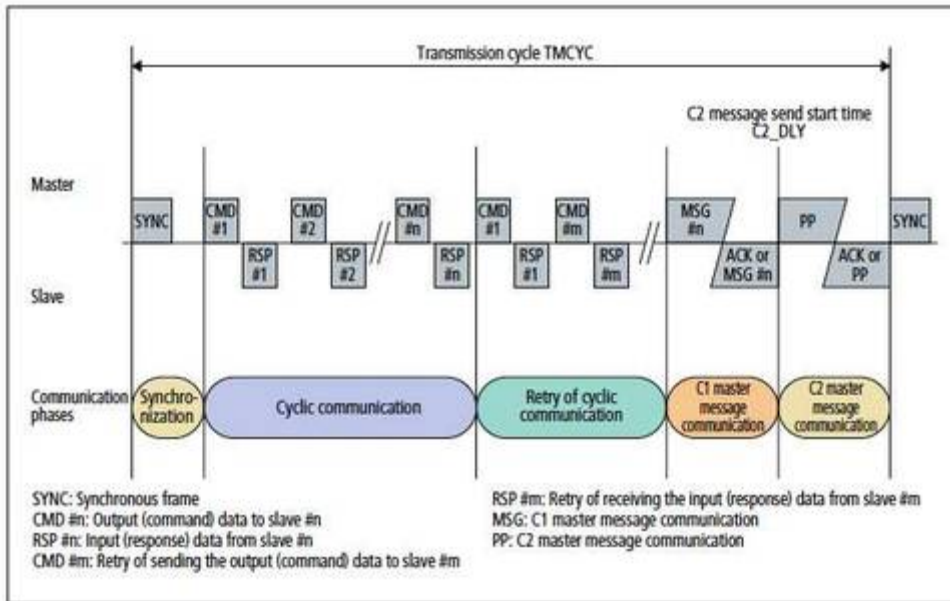 Transmission cycle TMCYC
C2 message send start time
C2_DLY
Master
SYNC
CMD
#1
CMD
#2
CMD
#n
CMD
#1
CMD
#m
MSG
#n
PP
SYNC
RSP
#1
RSP
#2
RSP
#n
RSP
#1
RSP
#m
ACK or
MSG #n
ACK or
PP
Slave
Communication
phases
Synchro-
nization
Cyclic communication
Retry of cyclic
communication
C1 master
message
communication
C2 master
message
communication
SYNC: Synchronous frame
CMD #n: Output (command) data to slave #n
RSP #n: Input (response) data from slave #n
CMD #m: Retry of sending the output (command) data to slave #m
RSP #m: Retry of receiving the input (response) data from slave #m
MSG: C1 master message communication
PP: C2 master message communication